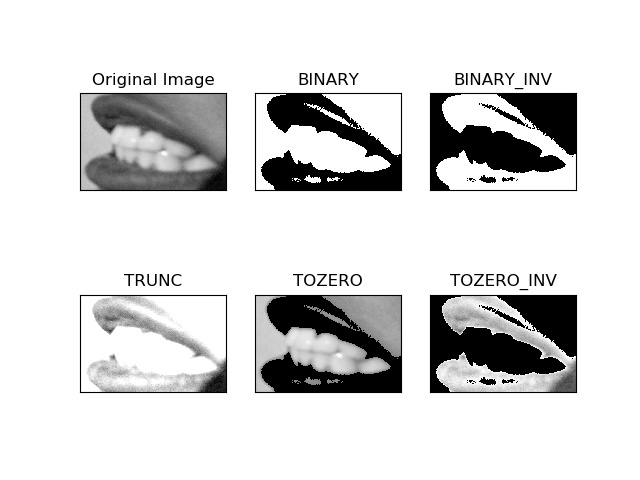 Original Image
BINARY
BINARY_INV
TRUNC
TOZERO
TOZERO_INV